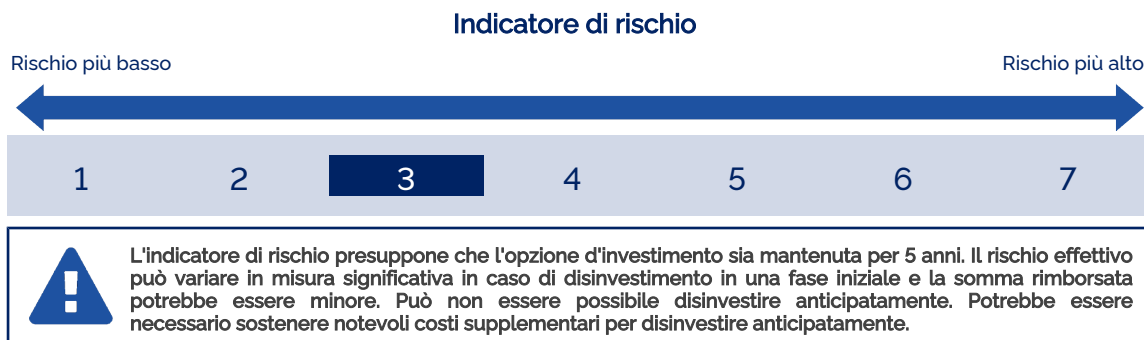 Indicatore di rischio
Rischio più basso Rischio più alto
1 2 3 4 5 6 7
L'indicatore di rischio presuppone che l'opzione d'investimento sia mantenuta per 5 anni. Il rischio effettivo
può variare in misura significativa in caso di disinvestimento in una fase iniziale e la somma rimborsata
potrebbe essere minore. Può non essere possibile disinvestire anticipatamente. Potrebbe essere
necessario sostenere notevoli costi supplementari per disinvestire anticipatamente.